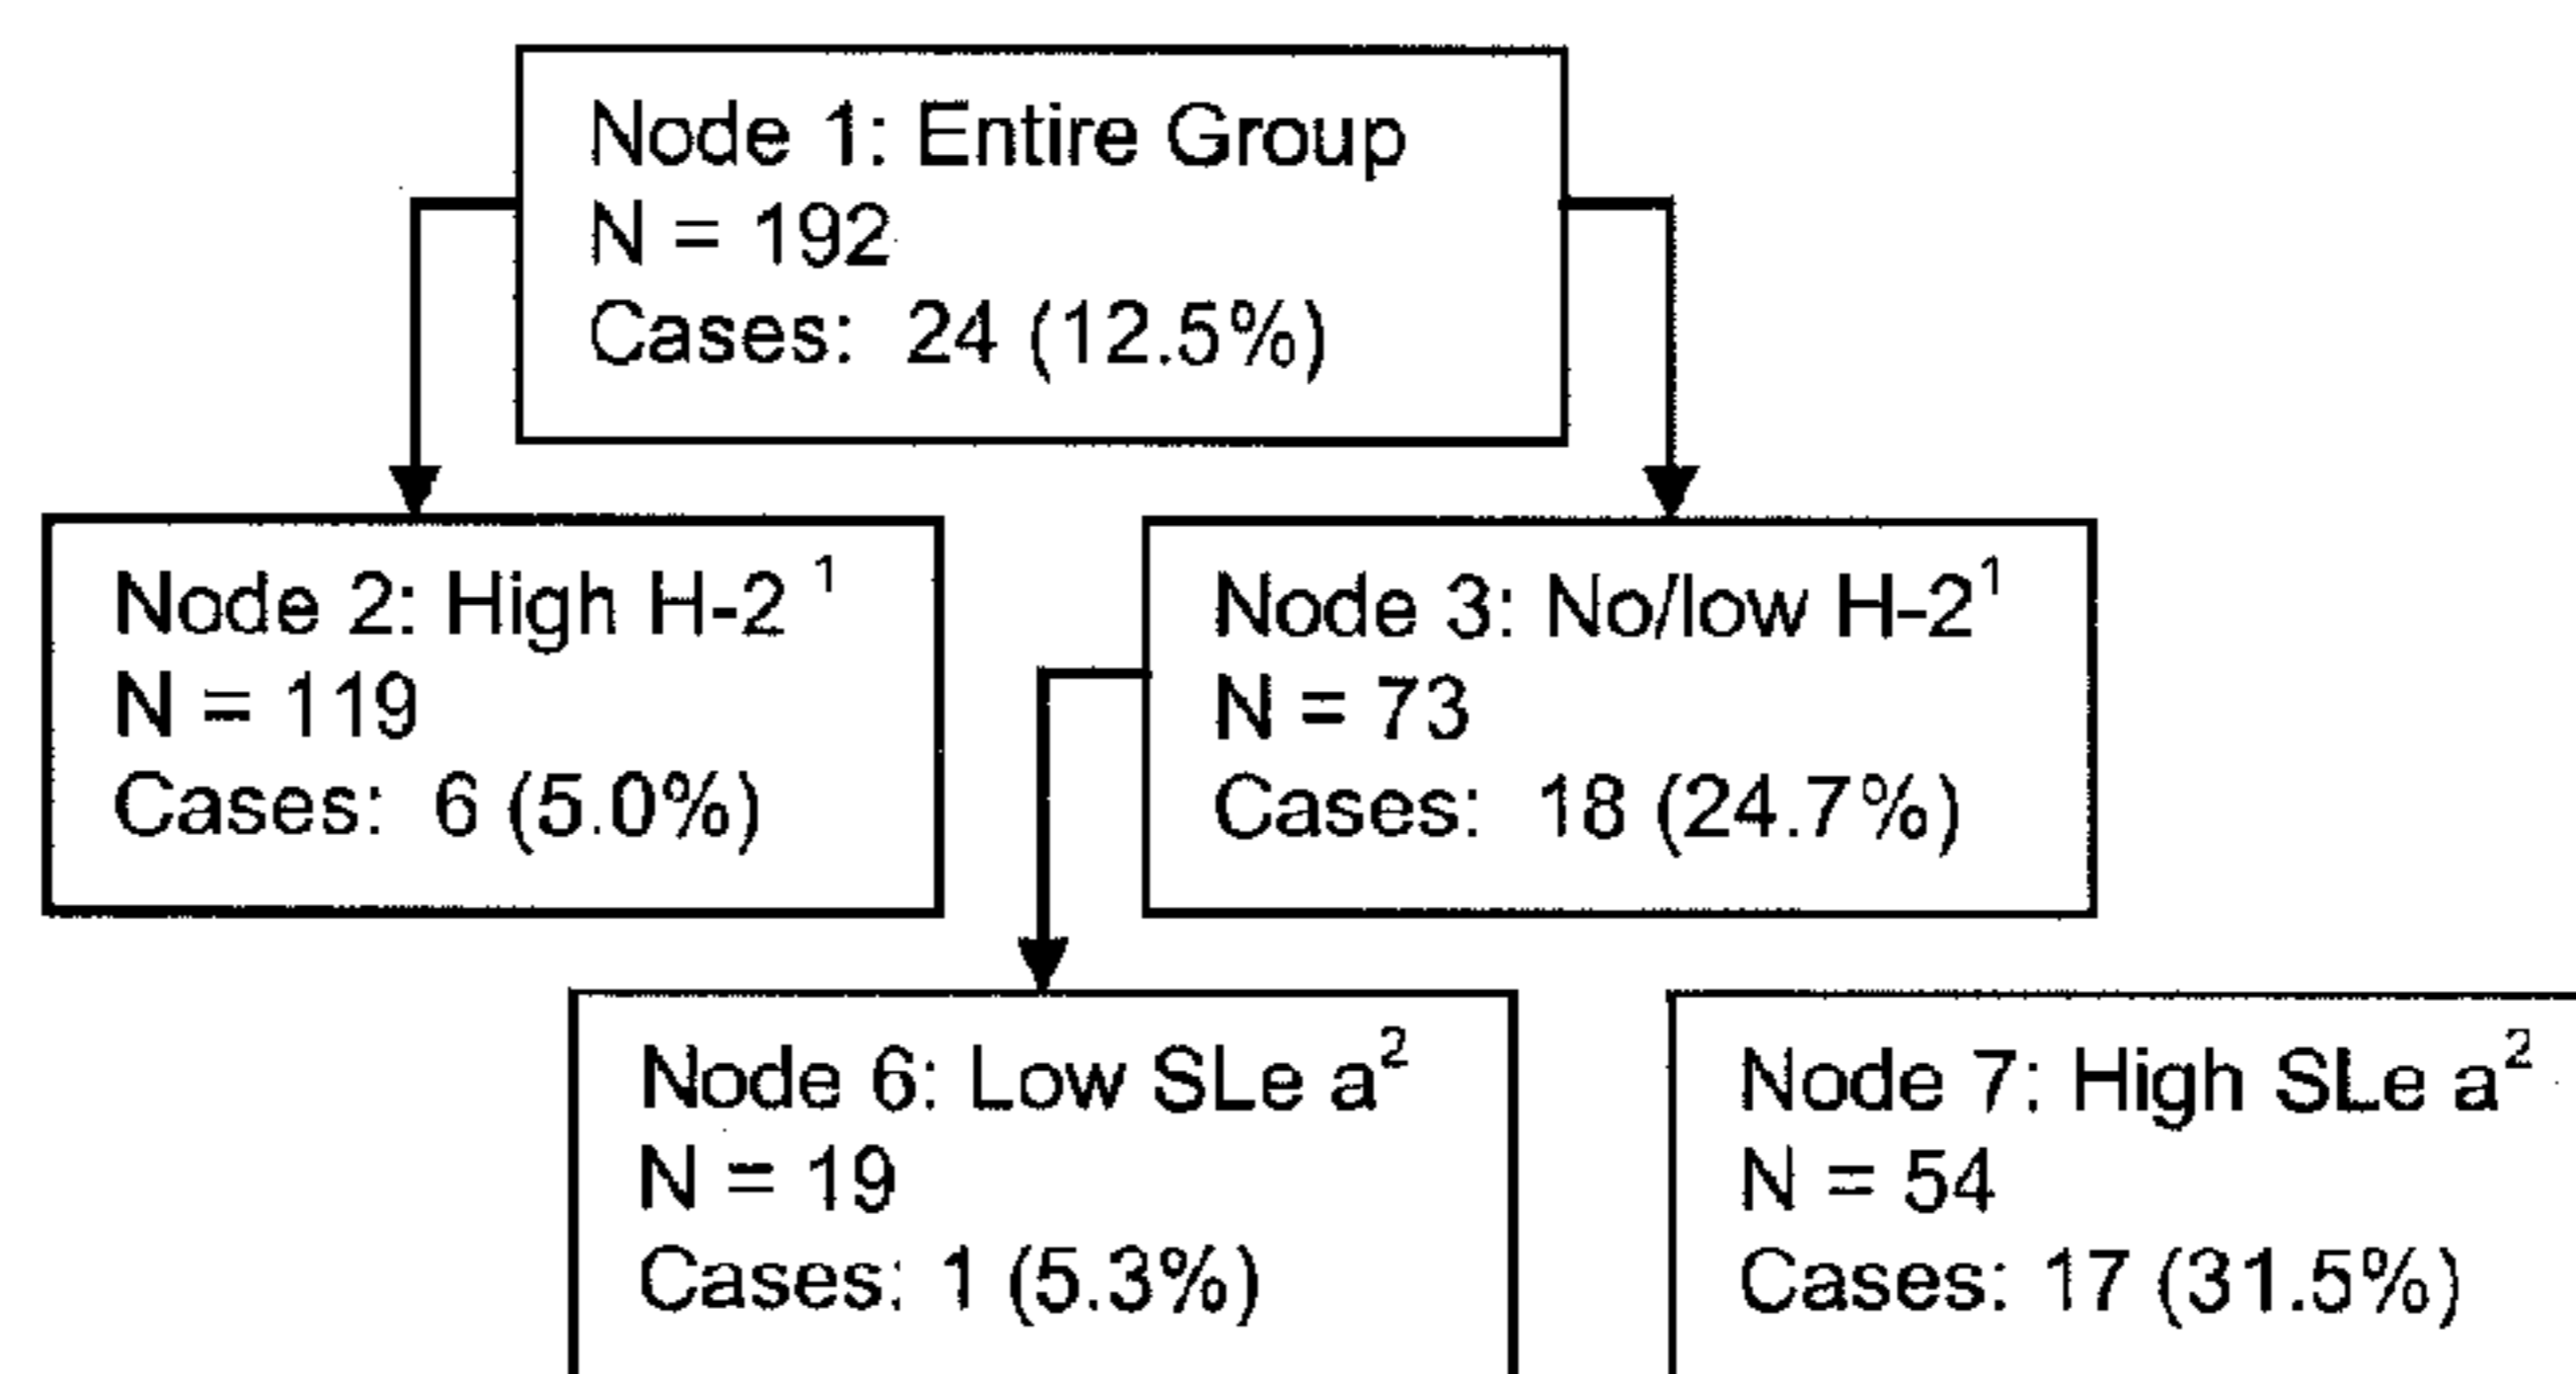 Node 1: Entire Group
N = 192
Cases: 24 (12.5%)
Node 2: High H-2 ¹
N = 119
Cases: 6 (5.0%)
Node 3: No/low H-2¹
N = 73
Cases: 18 (24.7%)
Node 6: Low SLe a²
N = 19
Cases: 1 (5.3%)
Node 7: High SLe a²
N = 54
Cases: 17 (31.5%)